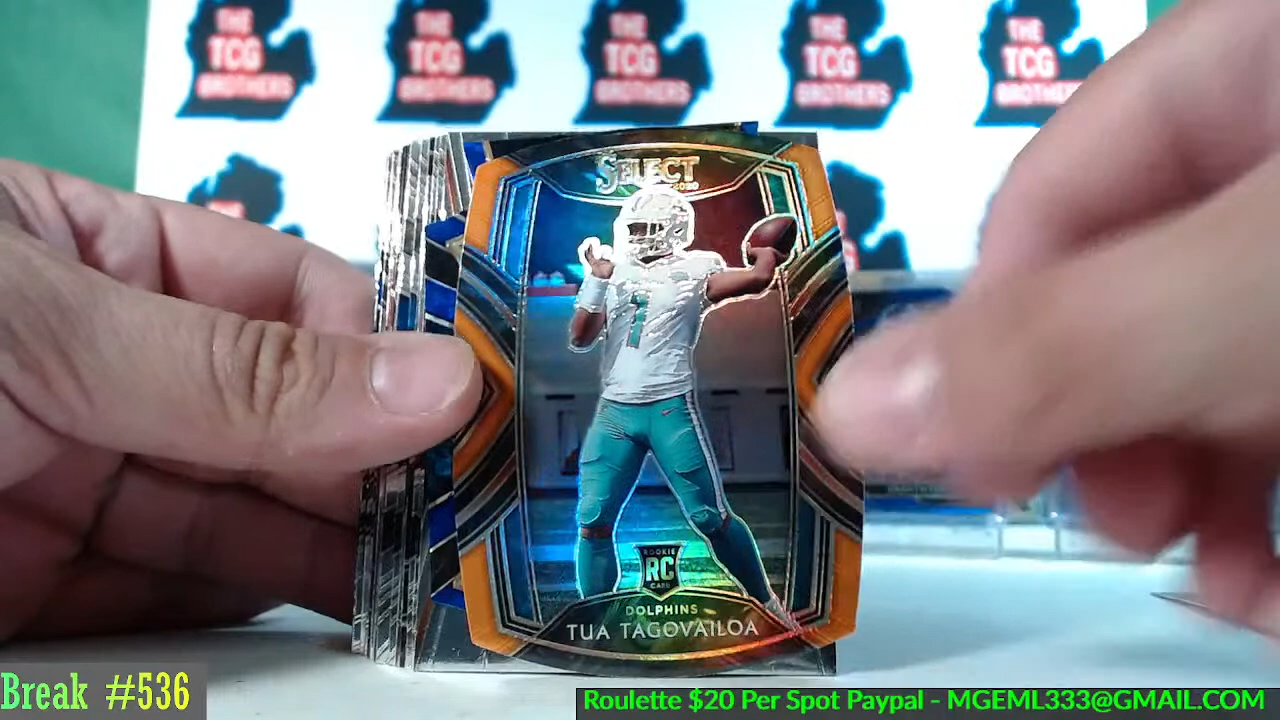 THE
TCG
BROTHERS
THE
TCG
BROTHERS
THE
TCG
BROTHERS
THE
TCG
BROTHERS
THE
TCG
BROTHERS
SELECT
2020
1
ROOKIE
RC
CARD
DOLPHINS
TUA TAGOVAILOA
Break #536
Roulette $20 Per Spot Paypal - MGEML333@GMAIL.COM